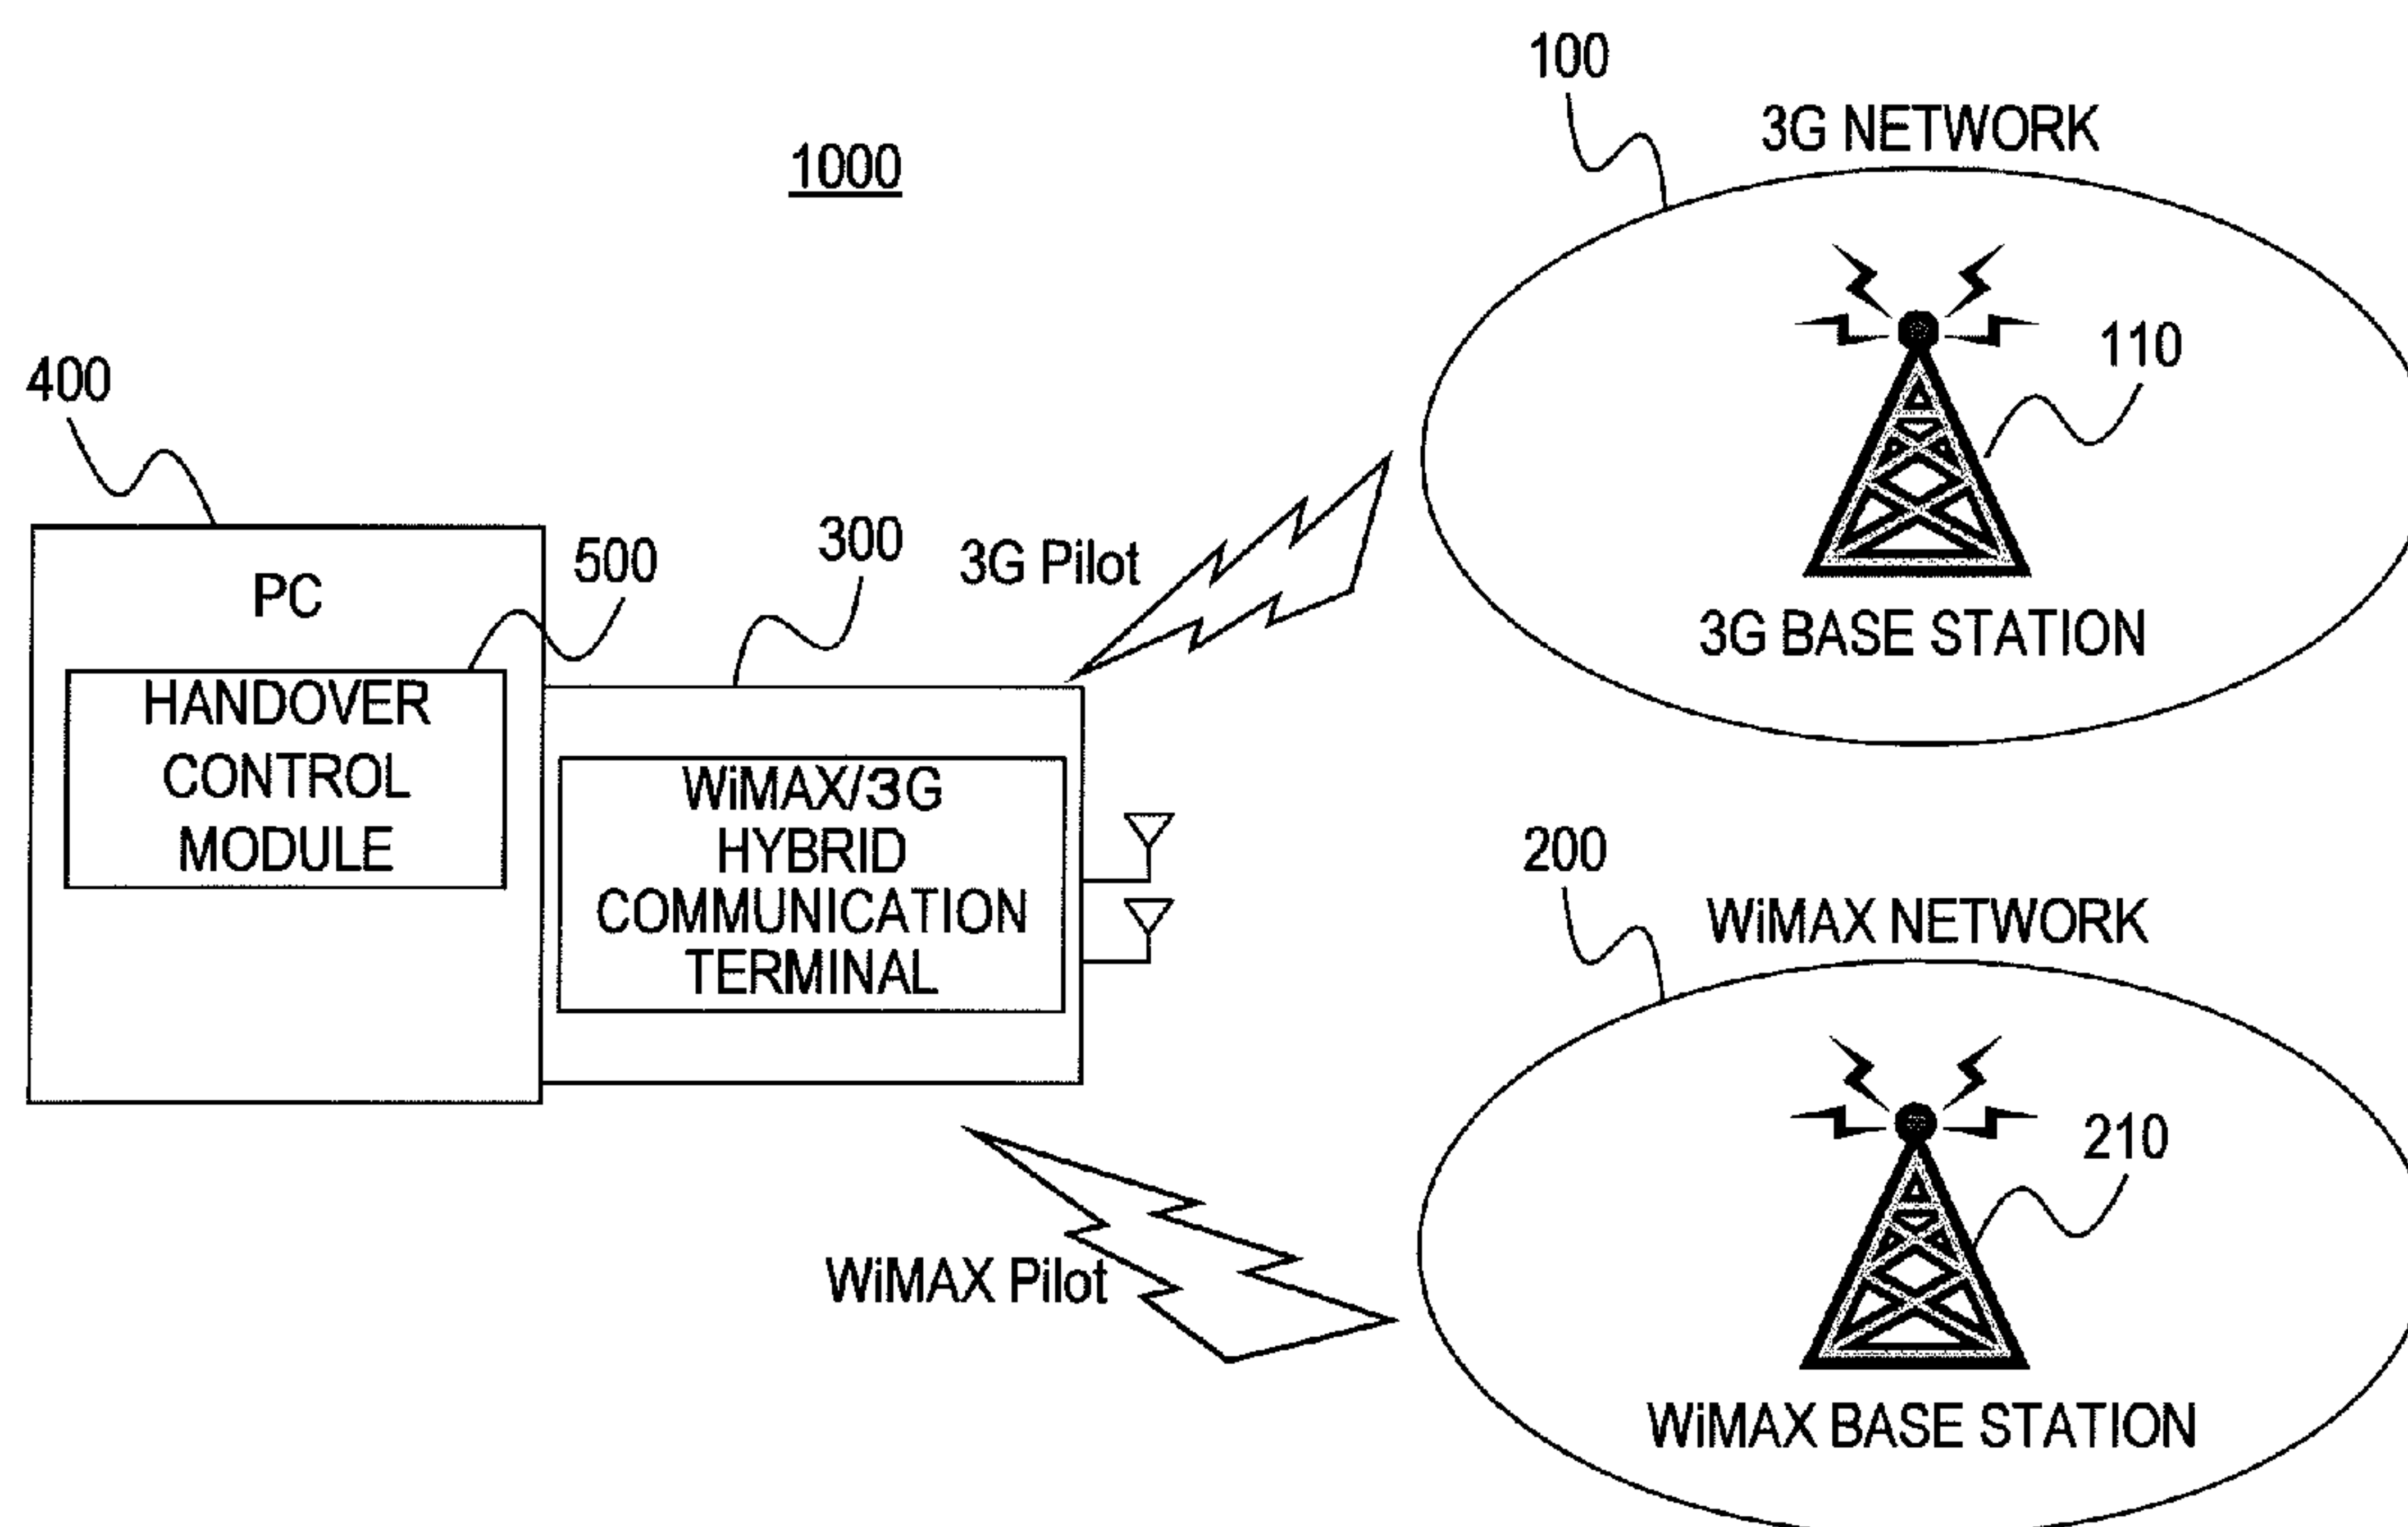 100
3G NETWORK
1000
110
400
3G BASE STATION
PC
500
300
3G Pilot
HANDOVER
CONTROL
MODULE
WiMAX/3G
HYBRID
COMMUNICATION
TERMINAL
200
WiMAX NETWORK
210
WiMAX Pilot
WiMAX BASE STATION